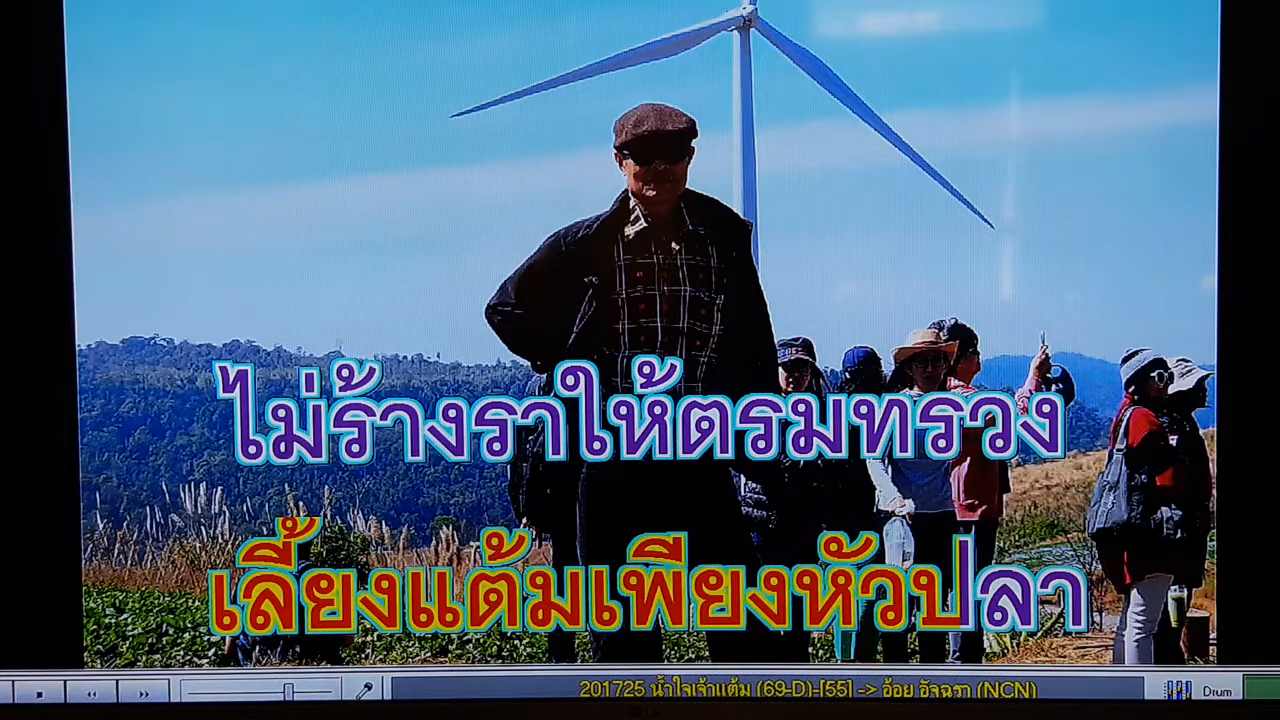 ไม่ร้างราให้ตรมทรวง
เลี้ยงแต้มเพียงหัวปลา
201725 น้ำใจเจ้าแต้ม (69-D)-[55] -> อ้อย อัจฉรา (NCN)
Drum